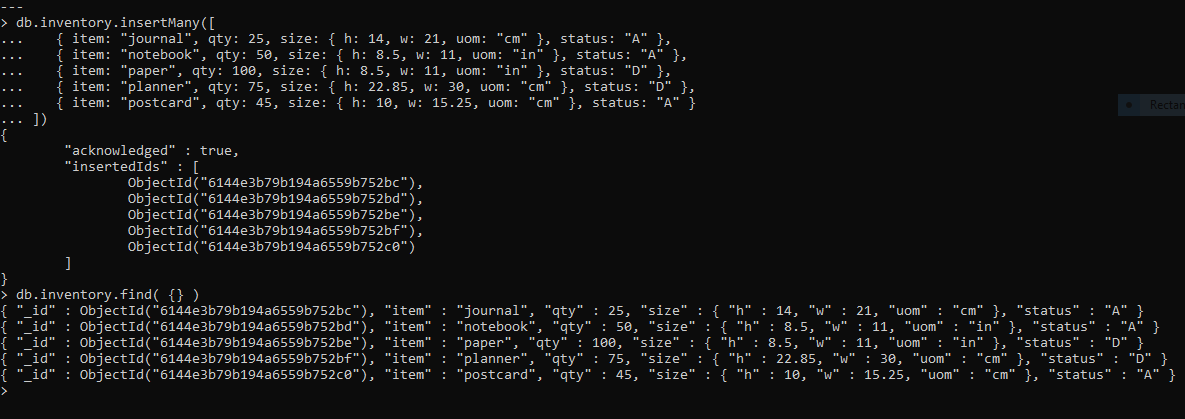 ---
> db.inventory.insertMany([
...    { item: "journal", qty: 25, size: { h: 14, w: 21, uom: "cm" }, status: "A" },
...    { item: "notebook", qty: 50, size: { h: 8.5, w: 11, uom: "in" }, status: "A" },
...    { item: "paper", qty: 100, size: { h: 8.5, w: 11, uom: "in" }, status: "D" },
...    { item: "planner", qty: 75, size: { h: 22.85, w: 30, uom: "cm" }, status: "D" },
...    { item: "postcard", qty: 45, size: { h: 10, w: 15.25, uom: "cm" }, status: "A" }
... ])
{
        "acknowledged" : true,
        "insertedIds" : [
                ObjectId("6144e3b79b194a6559b752bc"),
                ObjectId("6144e3b79b194a6559b752bd"),
                ObjectId("6144e3b79b194a6559b752be"),
                ObjectId("6144e3b79b194a6559b752bf"),
                ObjectId("6144e3b79b194a6559b752c0")
        ]
}
> db.inventory.find( {} )
{ "_id" : ObjectId("6144e3b79b194a6559b752bc"), "item" : "journal", "qty" : 25, "size" : { "h" : 14, "w" : 21, "uom" : "cm" }, "status" : "A" }
{ "_id" : ObjectId("6144e3b79b194a6559b752bd"), "item" : "notebook", "qty" : 50, "size" : { "h" : 8.5, "w" : 11, "uom" : "in" }, "status" : "A" }
{ "_id" : ObjectId("6144e3b79b194a6559b752be"), "item" : "paper", "qty" : 100, "size" : { "h" : 8.5, "w" : 11, "uom" : "in" }, "status" : "D" }
{ "_id" : ObjectId("6144e3b79b194a6559b752bf"), "item" : "planner", "qty" : 75, "size" : { "h" : 22.85, "w" : 30, "uom" : "cm" }, "status" : "D" }
{ "_id" : ObjectId("6144e3b79b194a6559b752c0"), "item" : "postcard", "qty" : 45, "size" : { "h" : 10, "w" : 15.25, "uom" : "cm" }, "status" : "A" }
>
Rectan